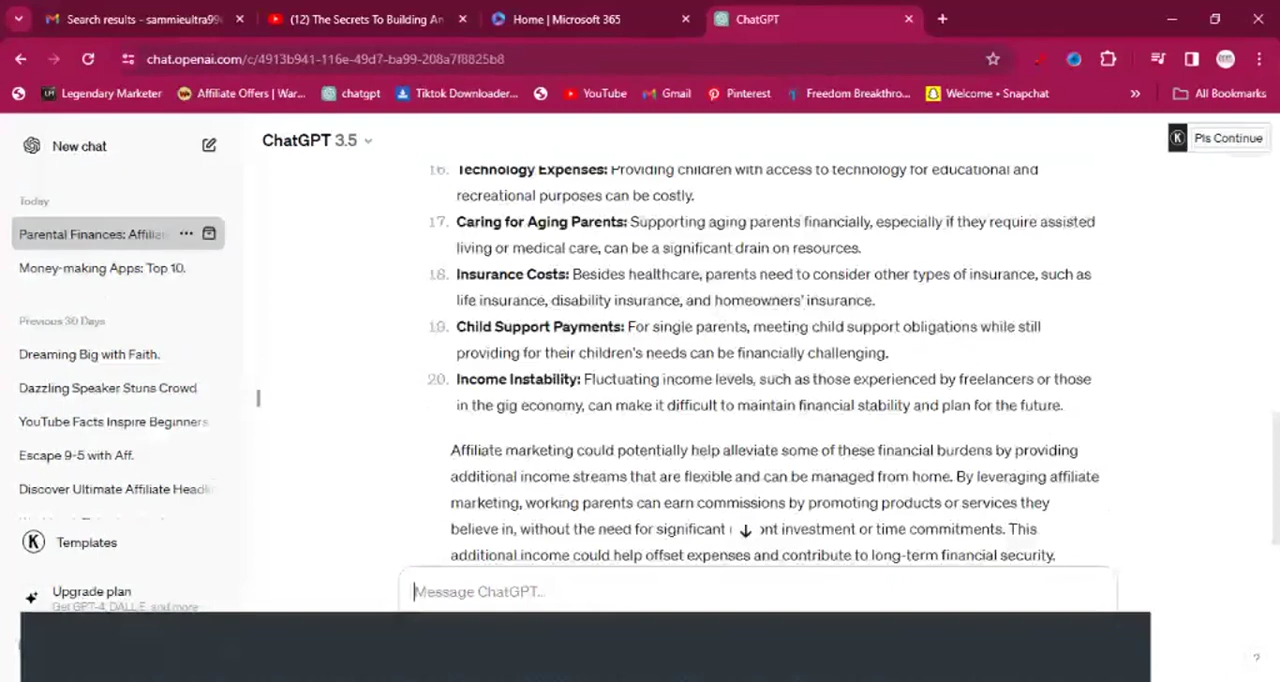 Search results - sammieultra99
(12) The Secrets To Building An
Home | Microsoft 365
ChatGPT
chat.openai.com/c/4913b941-116e-49d7-ba99-208a7f8825b8
Legendary Marketer
Affiliate Offers | War...
chatgpt
Tiktok Downloader...
YouTube
Gmail
Pinterest
Freedom Breakthro...
Welcome • Snapchat
»
All Bookmarks
New chat
ChatGPT 3.5
K
Pls Continue
Today
Parental Finances: Affilia
Money-making Apps: Top 10.
Previous 30 Days
Dreaming Big with Faith.
Dazzling Speaker Stuns Crowd
YouTube Facts Inspire Beginners
Escape 9-5 with Aff.
Discover Ultimate Affiliate Headli
K
Templates
Upgrade plan
Get GPT-4, DALL·E, and more
16. Technology Expenses: Providing children with access to technology for educational and
recreational purposes can be costly.
17. Caring for Aging Parents: Supporting aging parents financially, especially if they require assisted
living or medical care, can be a significant drain on resources.
18. Insurance Costs: Besides healthcare, parents need to consider other types of insurance, such as
life insurance, disability insurance, and homeowners' insurance.
19. Child Support Payments: For single parents, meeting child support obligations while still
providing for their children's needs can be financially challenging.
20. Income Instability: Fluctuating income levels, such as those experienced by freelancers or those
in the gig economy, can make it difficult to maintain financial stability and plan for the future.
Affiliate marketing could potentially help alleviate some of these financial burdens by providing
additional income streams that are flexible and can be managed from home. By leveraging affiliate
marketing, working parents can earn commissions by promoting products or services they
believe in, without the need for significant nt investment or time commitments. This
additional income could help offset expenses and contribute to long-term financial security.
Message ChatGPT...
?